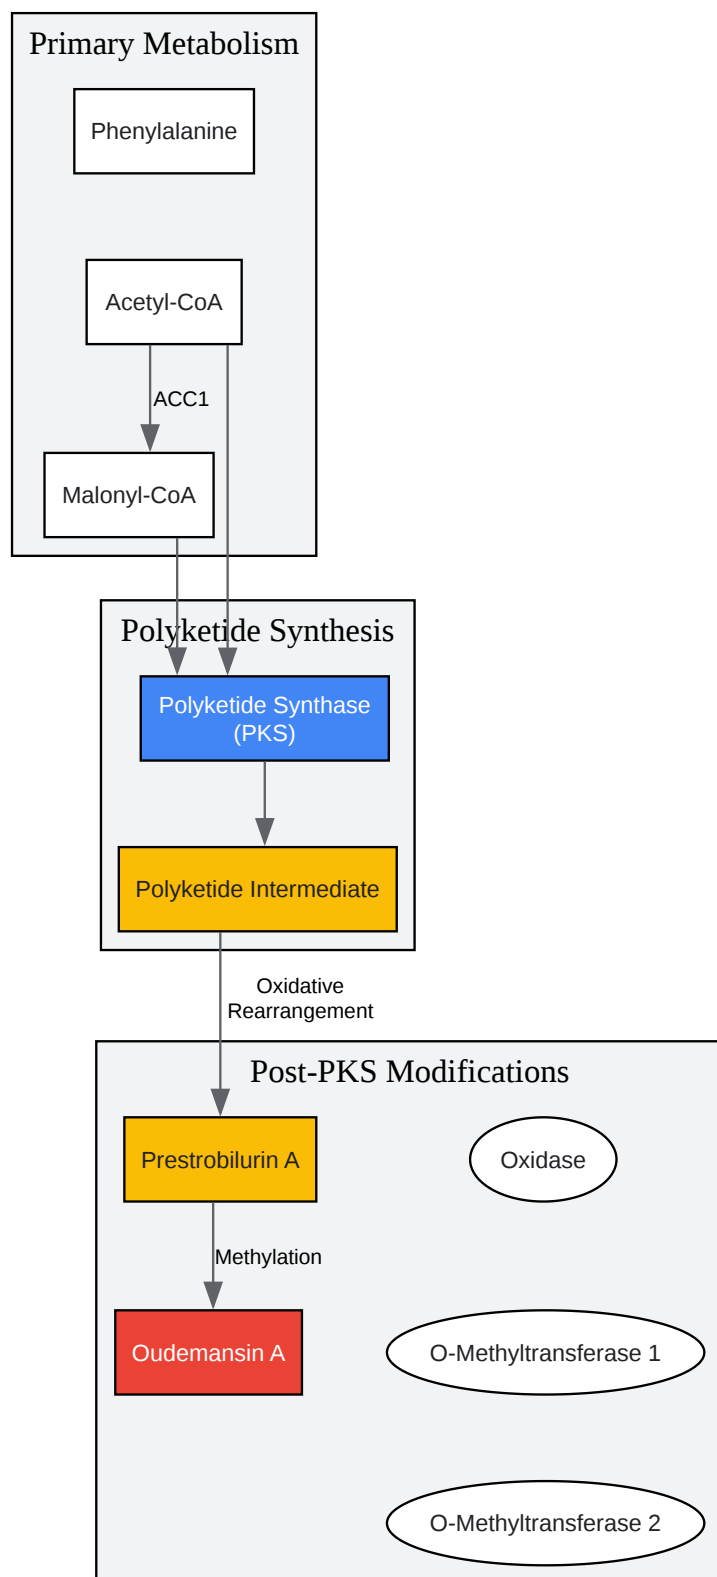 Primary Metabolism
Phenylalanine
Acetyl-CoA
ACC1
Malonyl-CoA
Polyketide Synthesis
Polyketide Synthase
(PKS)
Polyketide Intermediate
Oxidative
Rearrangement
Post-PKS Modifications
Prestrobilurin A
Oxidase
Methylation
Oudemansin A
O-Methyltransferase 1
O-Methyltransferase 2